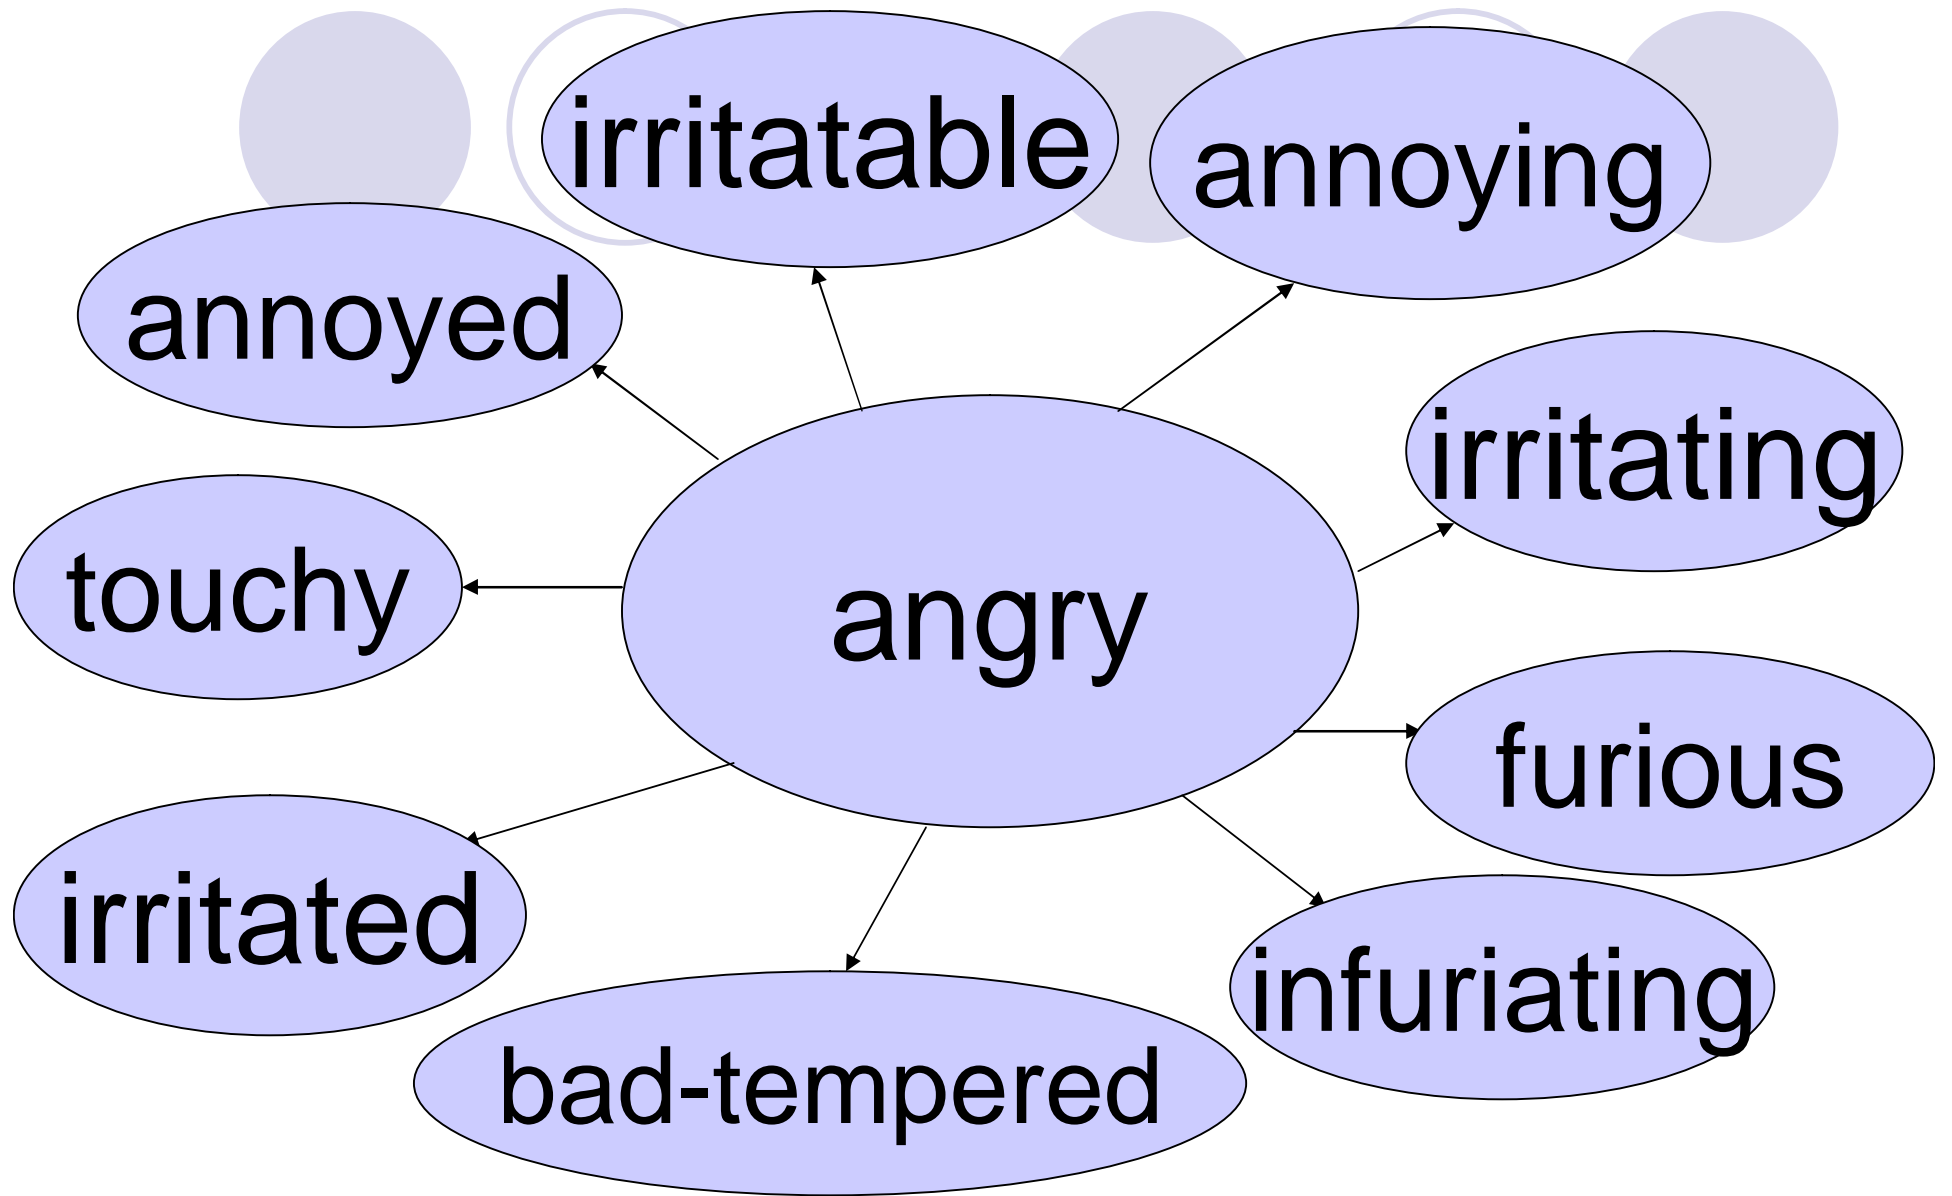 irritatable
annoying
annoyed
irritating
touchy
angry
furious
irritated
infuriating
bad-tempered